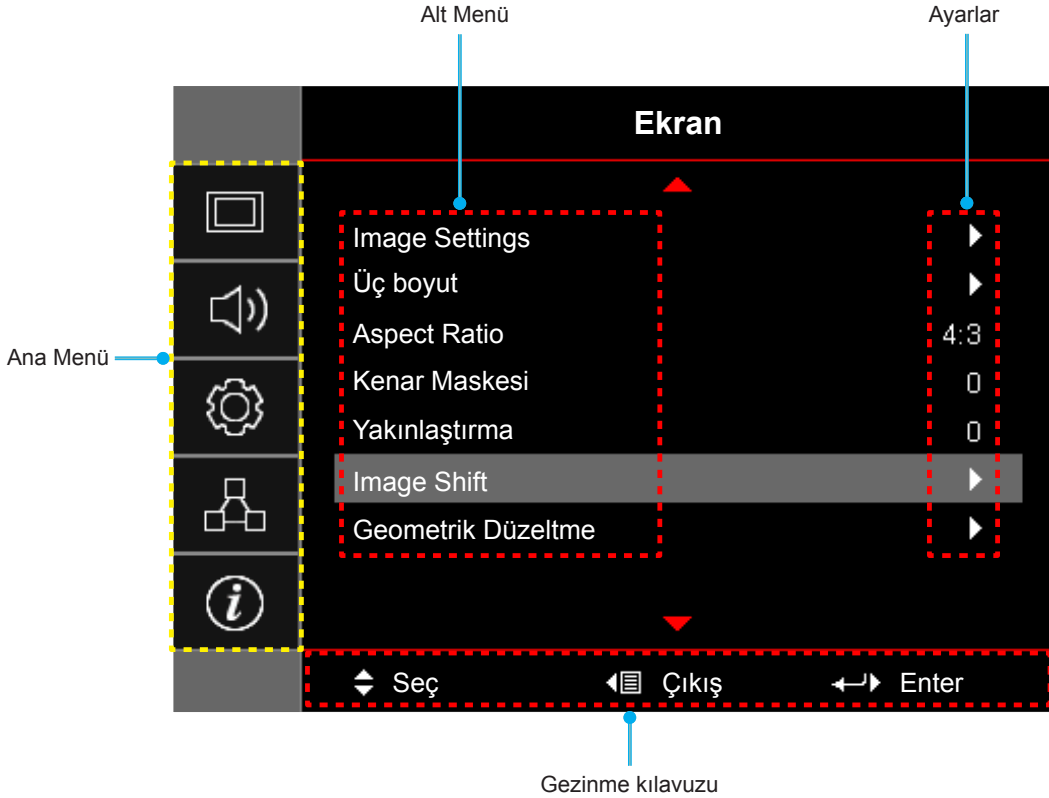 Alt Menü Ayarlar
Ekran
Image Settings
Üç boyut
Aspect Ratio 4:3
Ana Menü
Kenar Maskesi 0
Yakınlaştırma 0
Image Shift
Geometrik Düzeltme
Seç Çıkış Enter
Gezinme kılavuzu